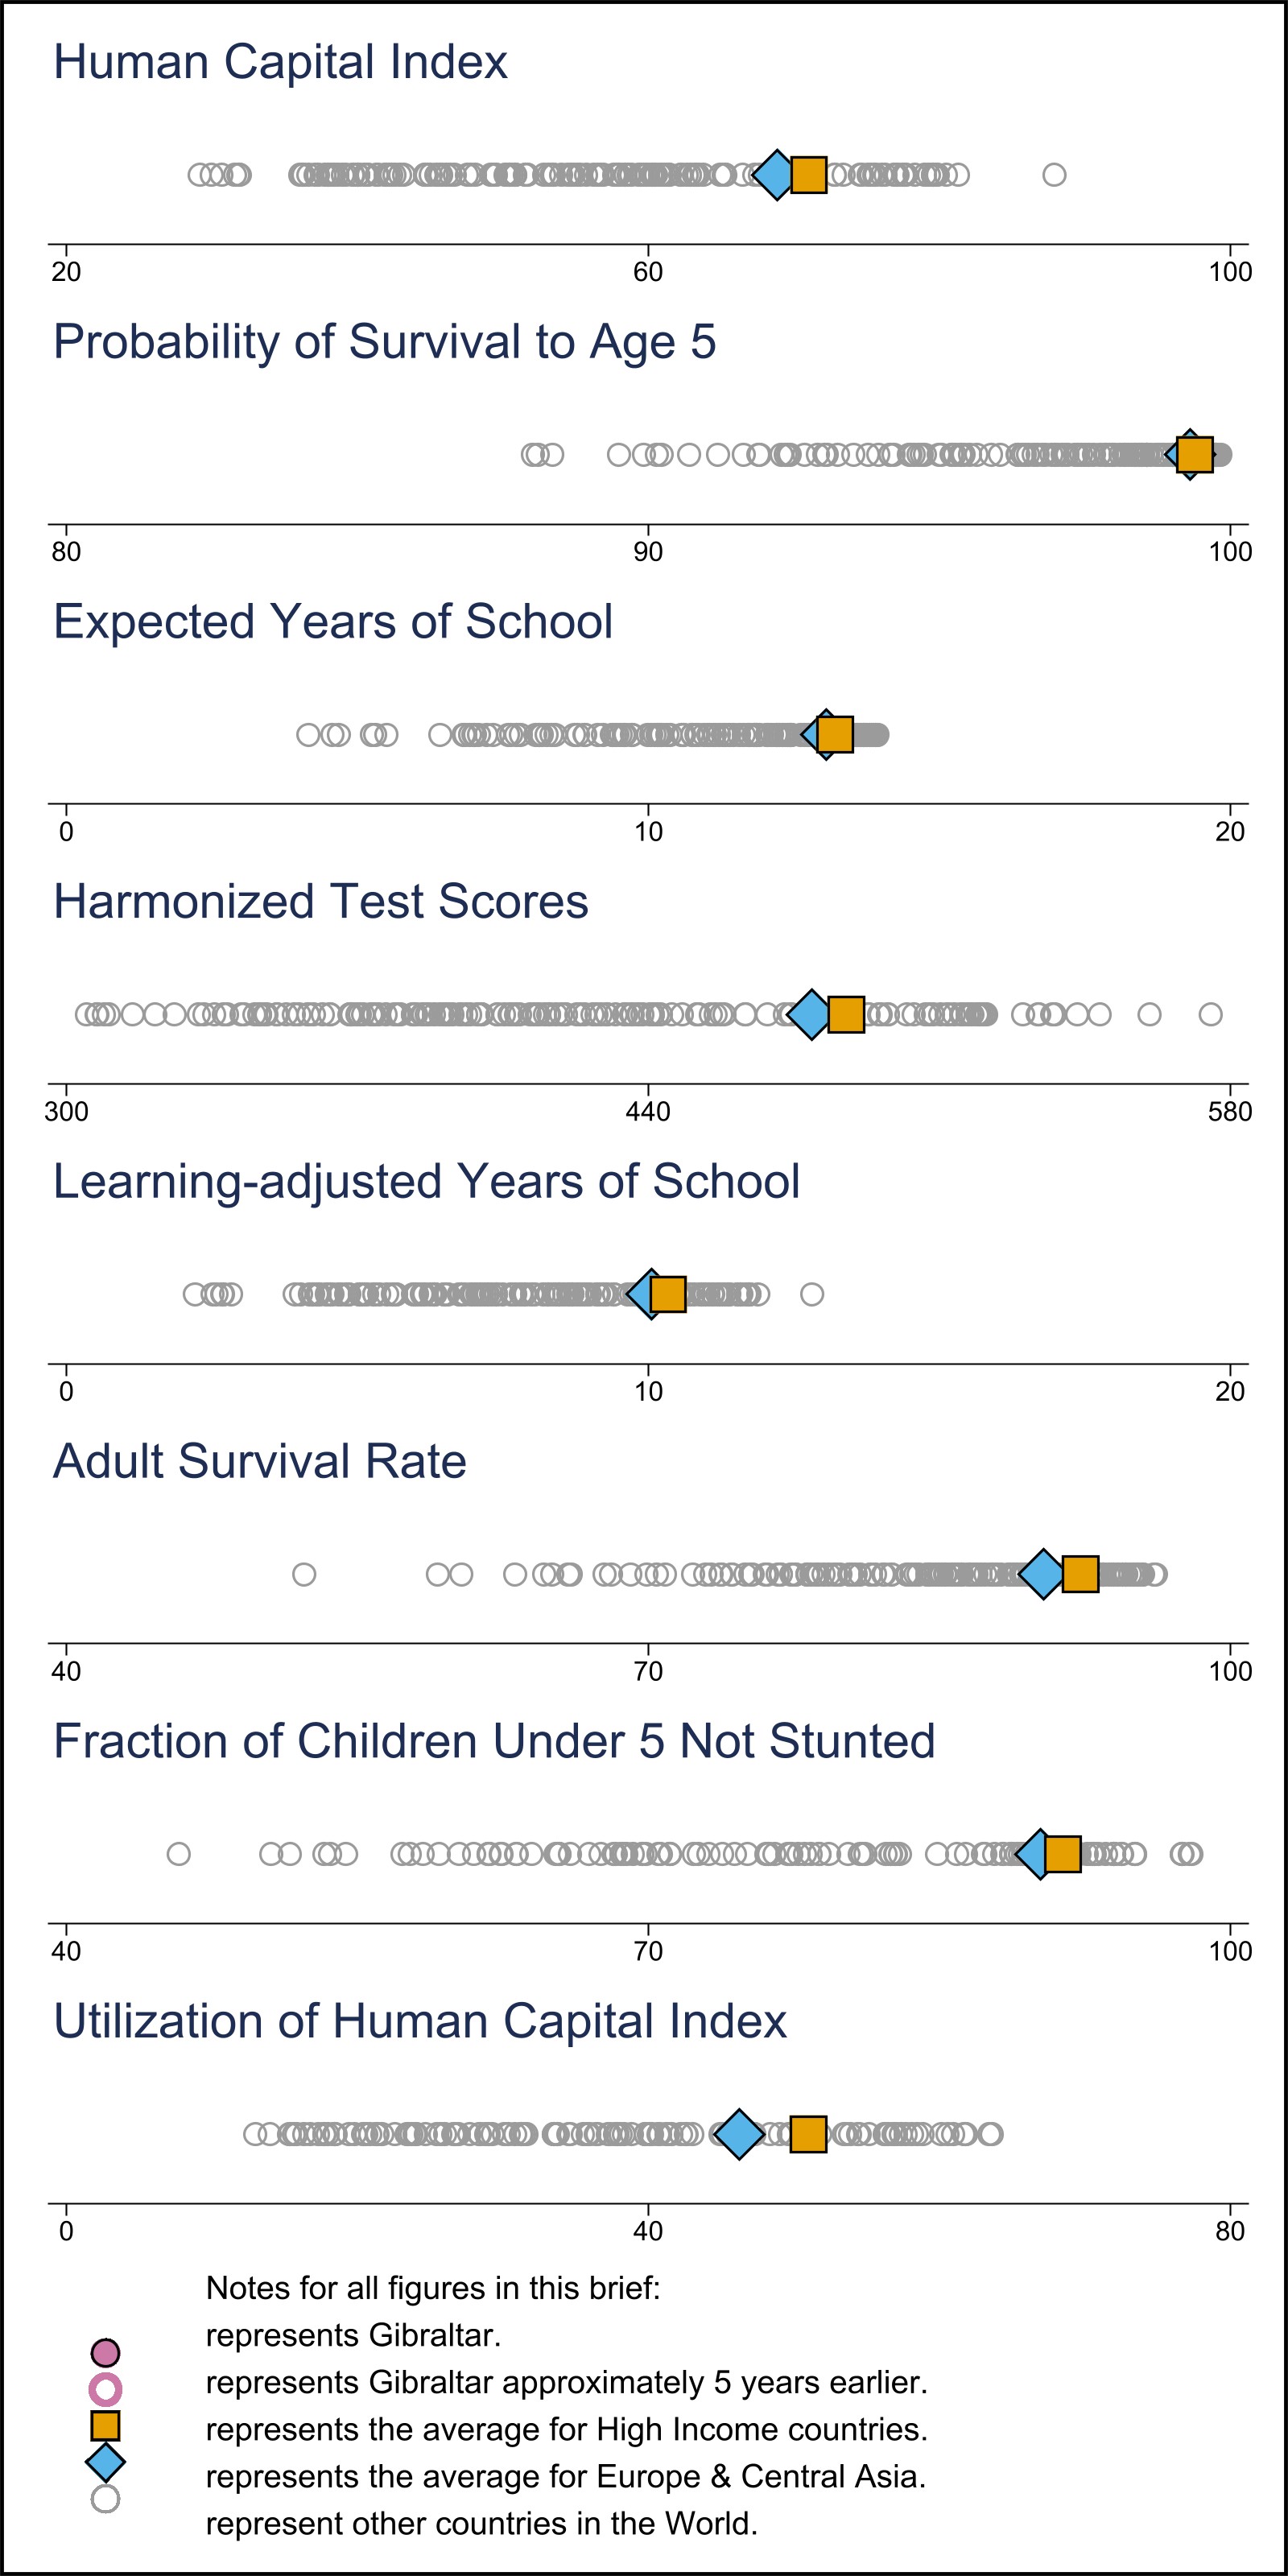 Human Capital Index
20 60 100
Probability of Survival to Age 5
80 90 100
Expected Years of School
0 10 20
Harmonized Test Scores
300 440 580
Learning-adjusted Years of School
0 10 20
Adult Survival Rate
40 70 100
Fraction of Children Under 5 Not Stunted
40 70 100
Utilization of Human Capital Index
0 40 80
Notes for all figures in this brief:
represents Gibraltar.
represents Gibraltar approximately 5 years earlier.
represents the average for High Income countries.
represents the average for Europe & Central Asia.
represent other countries in the World.